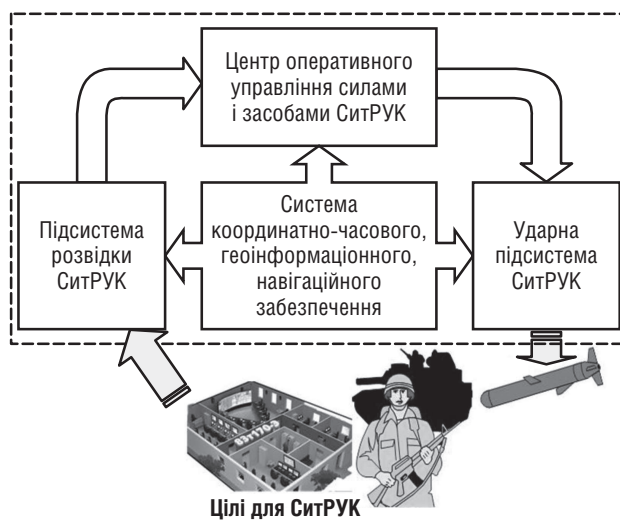 Центр оперативного
управління силами
і засобами СитРУК
Підсистема
розвідки
СитРУК
Система
координатно-часового,
геоінформаціонного,
навігаційного
забезпечення
Ударна
підсистема
СитРУК
Цілі для СитРУК